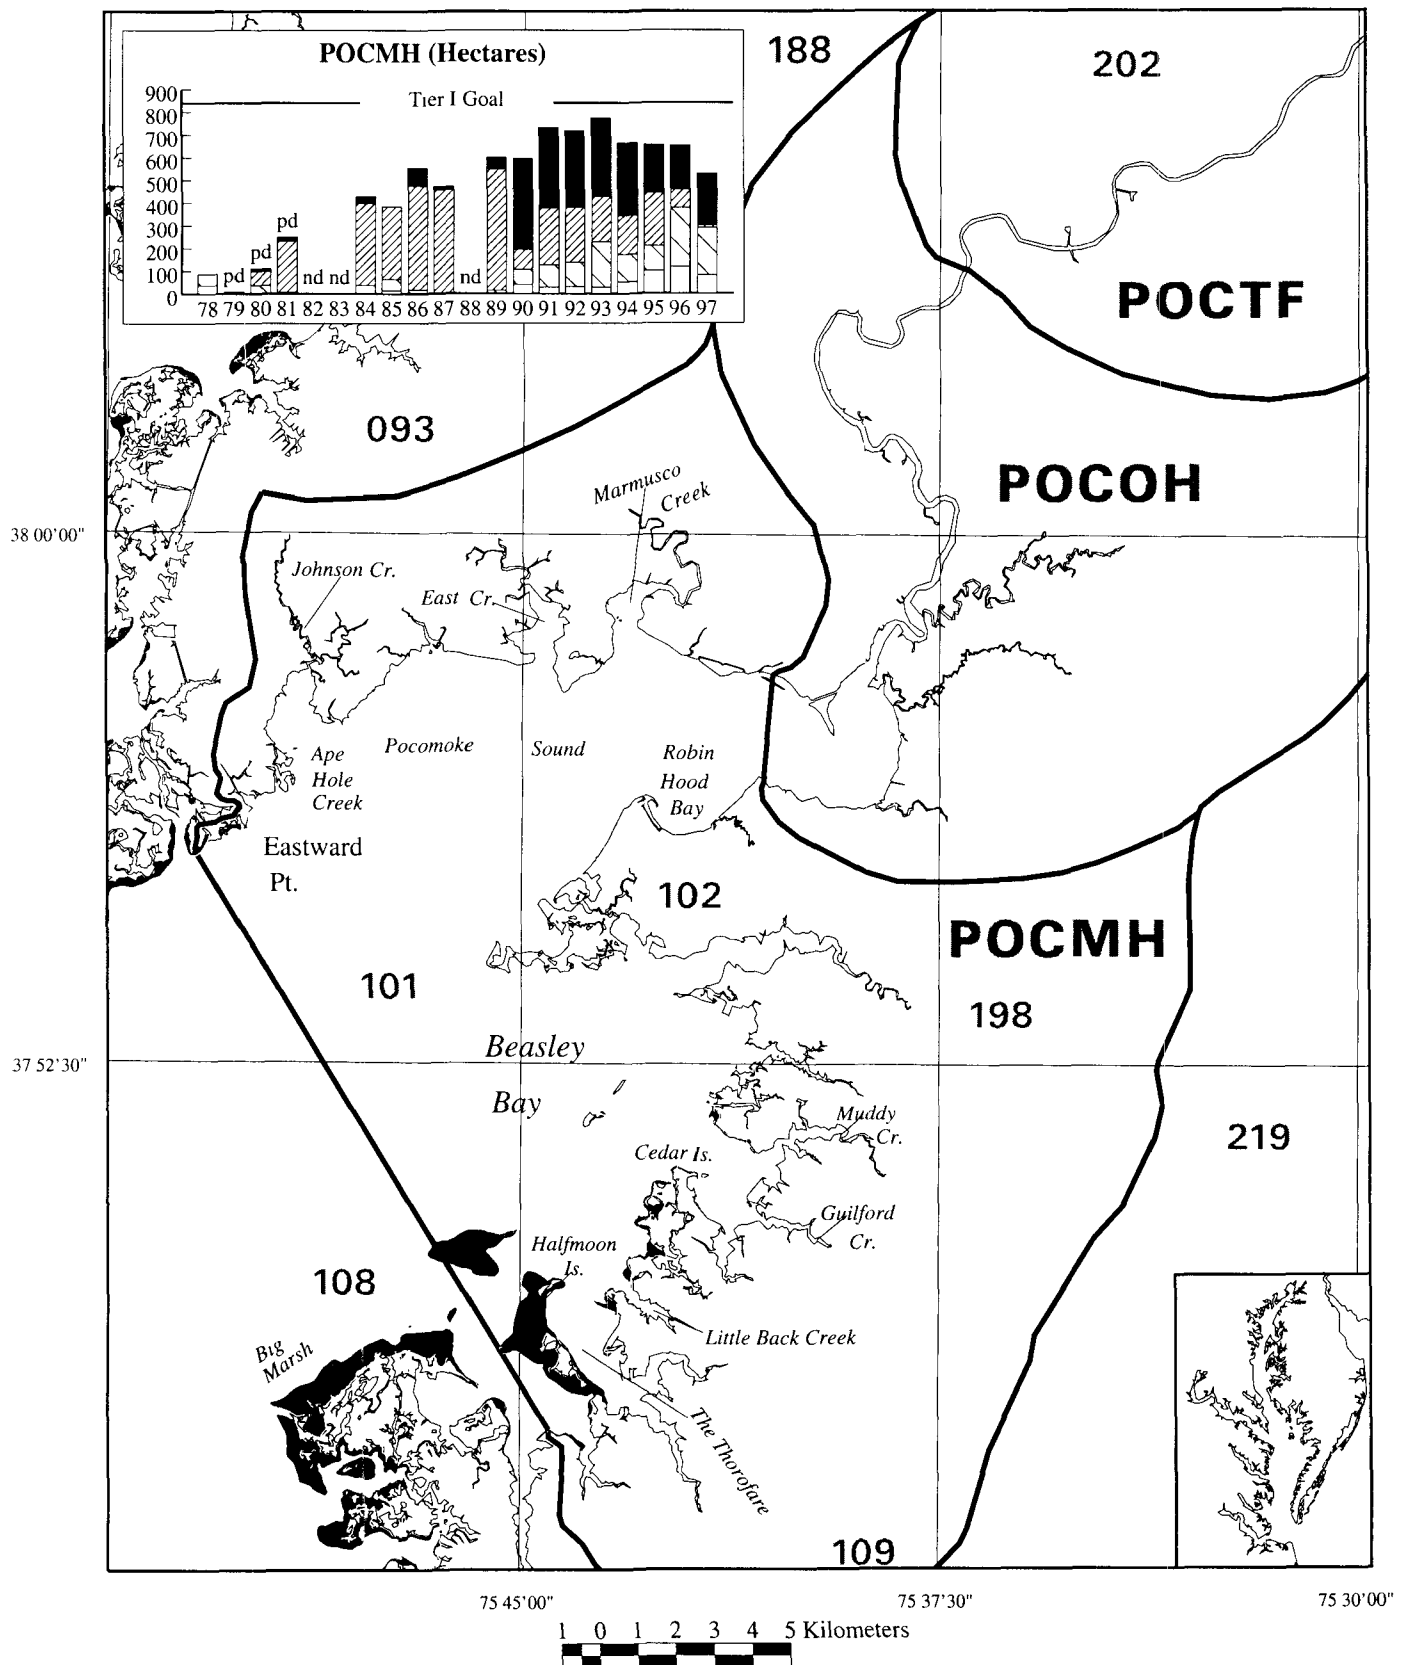 POCMH (Hectares)
Tier I Goal
900
800
700
600
500
400
300
200
100
0
pd
pd
pd
nd nd
nd
78 79 80 81 82 83 84 85 86 87 88 89 90 91 92 93 94 95 96 97
188
202
POCTF
093
POCOH
Marmusco
Creek
38 00'00"
Johnson Cr.
East Cr.
Ape
Hole
Creek
Pocomoke Sound
Robin
Hood
Bay
Eastward
Pt.
102
POCMH
101
198
Beasley
Bay
37 52'30"
Muddy
Cr.
219
Cedar Is.
Guilford
Cr.
Halfmoon
Is.
108
Big
Marsh
Little Back Creek
The Thorofare
109
75 45'00"
75 37'30"
75 30'00"
1 0 1 2 3 4 5 Kilometers